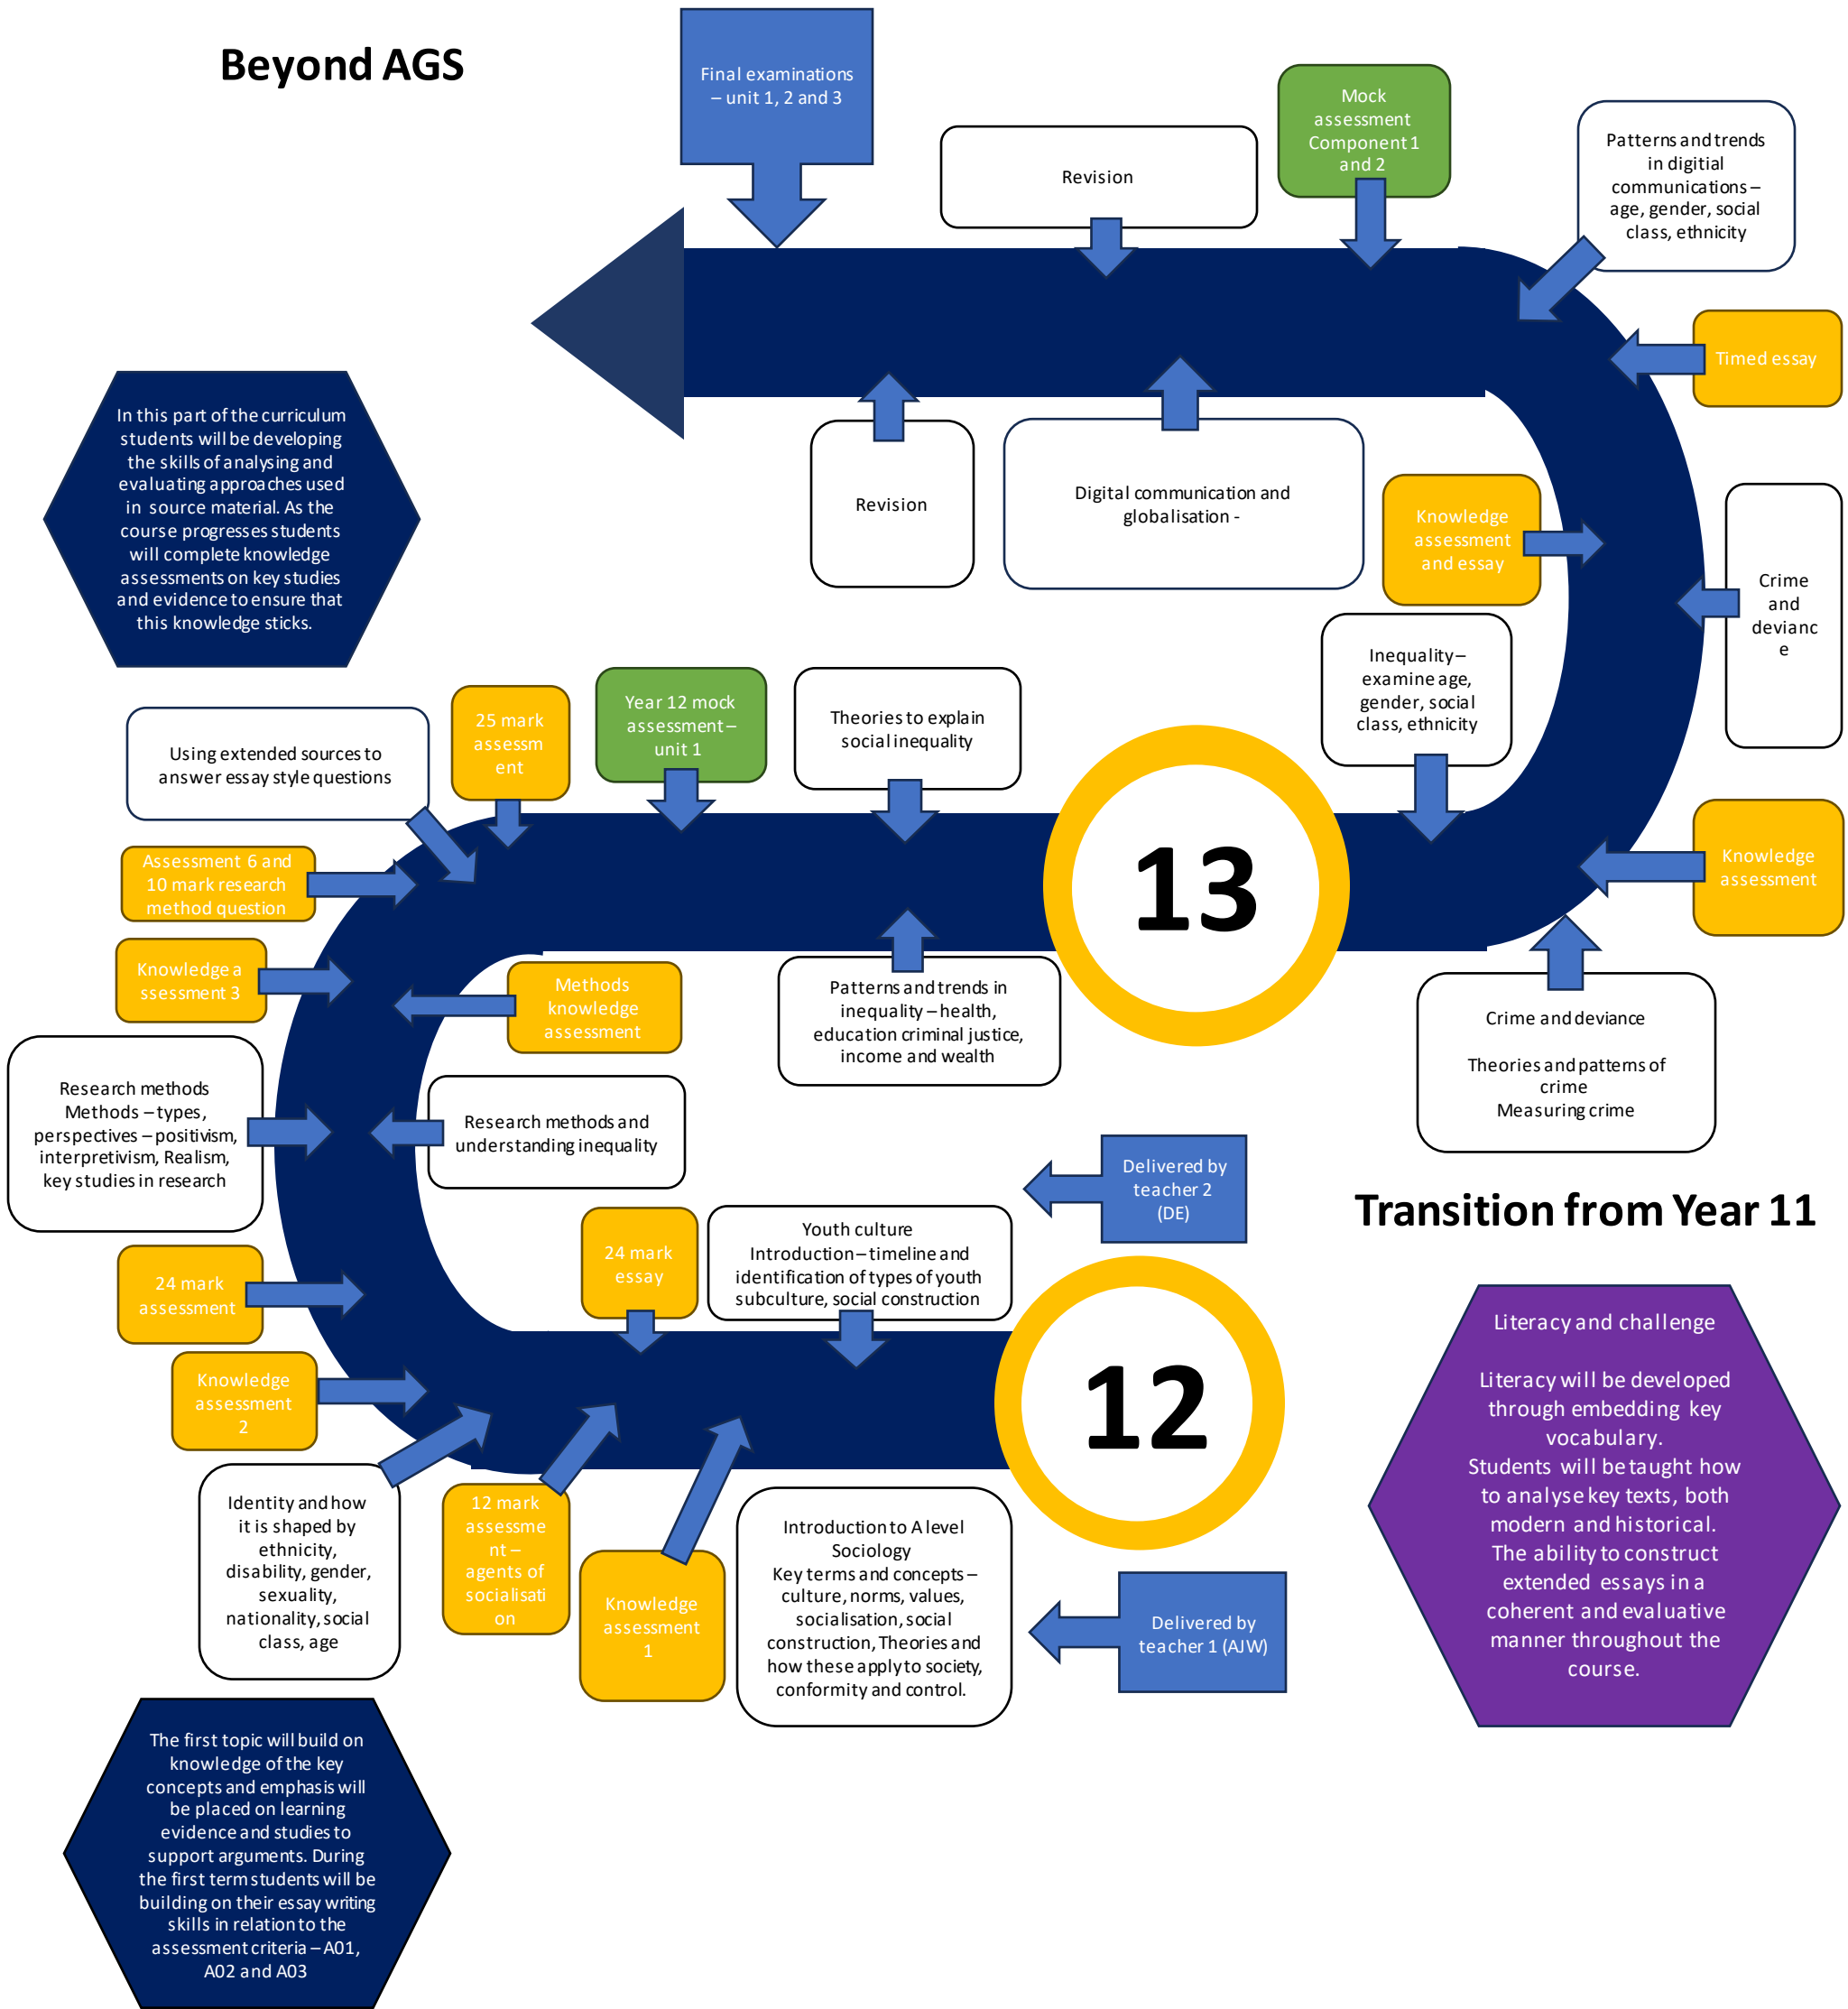 Beyond AGS
Final examinations
– unit 1, 2 and 3
Revision
Mock
assessment
Component 1
and 2
Patterns and trends
in digitial
communications –
age, gender, social
class, ethnicity
Timed essay
In this part of the curriculum
students will be developing
the skills of analysing and
evaluating approaches used
in source material. As the
course progresses students
will complete knowledge
assessments on key studies
and evidence to ensure that
this knowledge sticks.
Revision
Digital communication and
globalisation -
Knowledge
assessment
and essay
Crime
and
devianc
e
Inequality –
examine age,
gender, social
class, ethnicity
Using extended sources to
answer essay style questions
25 mark
assessm
ent
Year 12 mock
assessment –
unit 1
Theories to explain
social inequality
Assessment 6 and
10 mark research
method question
13
Knowledge
assessment
Knowledge a
ssessment 3
Methods
knowledge
assessment
Patterns and trends in
inequality – health,
education criminal justice,
income and wealth
Crime and deviance
Theories and patterns of
crime
Measuring crime
Research methods
Methods – types,
perspectives – positivism,
interpretivism, Realism,
key studies in research
Research methods and
understanding inequality
Delivered by
teacher 2
(DE)
Transition from Year 11
24 mark
assessment
24 mark
essay
Youth culture
Introduction – timeline and
identification of types of youth
subculture, social construction
12
Knowledge
assessment
2
Identity and how
it is shaped by
ethnicity,
disability, gender,
sexuality,
nationality, social
class, age
12 mark
assessme
nt –
agents of
socialisati
on
Knowledge
assessment
1
Introduction to A level
Sociology
Key terms and concepts –
culture, norms, values,
socialisation, social
construction, Theories and
how these apply to society,
conformity and control.
Delivered by
teacher 1 (AJW)
Literacy and challenge
Literacy will be developed
through embedding key
vocabulary.
Students will be taught how
to analyse key texts, both
modern and historical.
The ability to construct
extended essays in a
coherent and evaluative
manner throughout the
course.
The first topic will build on
knowledge of the key
concepts and emphasis will
be placed on learning
evidence and studies to
support arguments. During
the first term students will be
building on their essay writing
skills in relation to the
assessment criteria – A01,
A02 and A03